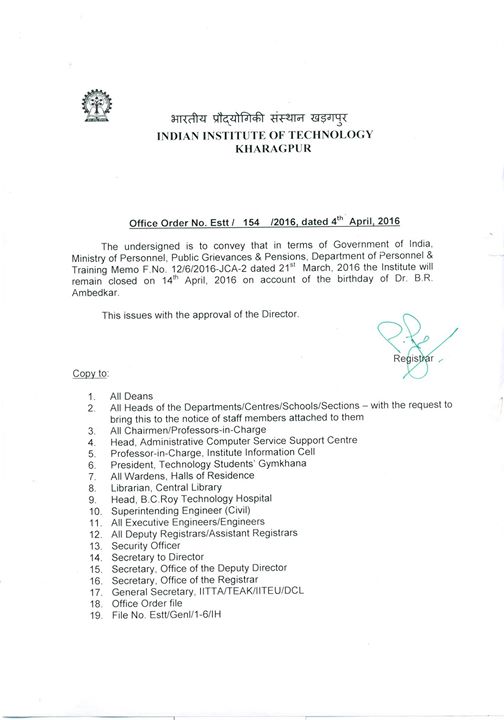 भारतीय प्रौद्योगिकी संस्थान खड़गपुर
INDIAN INSTITUTE OF TECHNOLOGY
KHARAGPUR
Office Order No. Estt / 154 /2016, dated 4th April, 2016
The undersigned is to convey that in terms of Government of India,
Ministry of Personnel, Public Grievances & Pensions, Department of Personnel &
Training Memo F.No. 12/6/2016-JCA-2 dated 21st March, 2016 the Institute will
remain closed on 14th April, 2016 on account of the birthday of Dr. B.R.
Ambedkar.
This issues with the approval of the Director.
Registrar
Copy to:
1. All Deans
2. All Heads of the Departments/Centres/Schools/Sections – with the request to
bring this to the notice of staff members attached to them
3. All Chairmen/Professors-in-Charge
4. Head, Administrative Computer Service Support Centre
5. Professor-in-Charge, Institute Information Cell
6. President, Technology Students' Gymkhana
7. All Wardens, Halls of Residence
8. Librarian, Central Library
9. Head, B.C.Roy Technology Hospital
10. Superintending Engineer (Civil)
11. All Executive Engineers/Engineers
12. All Deputy Registrars/Assistant Registrars
13. Security Officer
14. Secretary to Director
15. Secretary, Office of the Deputy Director
16. Secretary, Office of the Registrar
17. General Secretary, IITTA/TEAK/IITEU/DCL
18. Office Order file
19. File No. Estt/Genl/1-6/IH